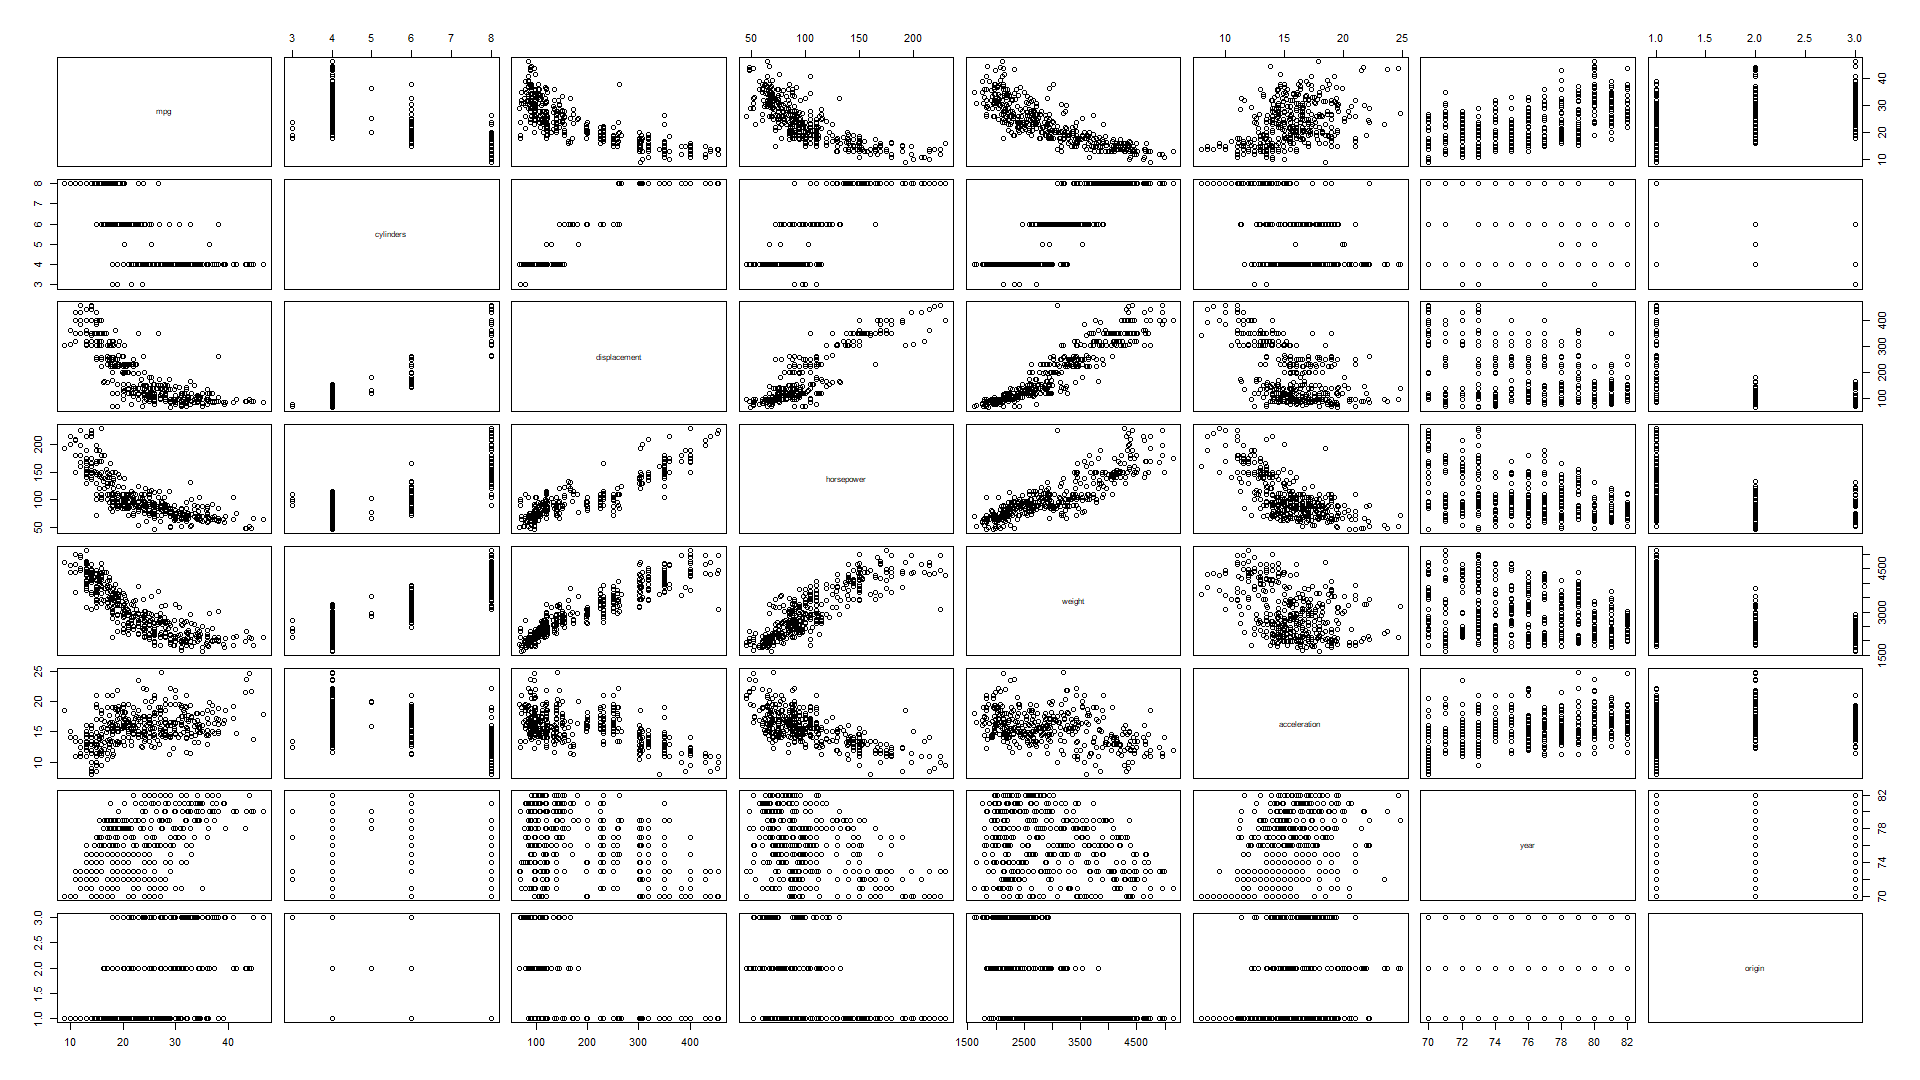 3 4 5 6 7 8 50 100 150 200 10 15 20 25 1.0 1.5 2.0 2.5 3.0
mpg
10 20 30 40
3 4 5 6 7 8
cylinders
displacement
100 200 300 400
50 100 150 200
horsepower
weight
1500 3000 4500
10 15 20 25
acceleration
year
70 74 78 82
1.0 1.5 2.0 2.5 3.0
origin
10 20 30 40 100 200 300 400 1500 2500 3500 4500 70 72 74 76 78 80 82